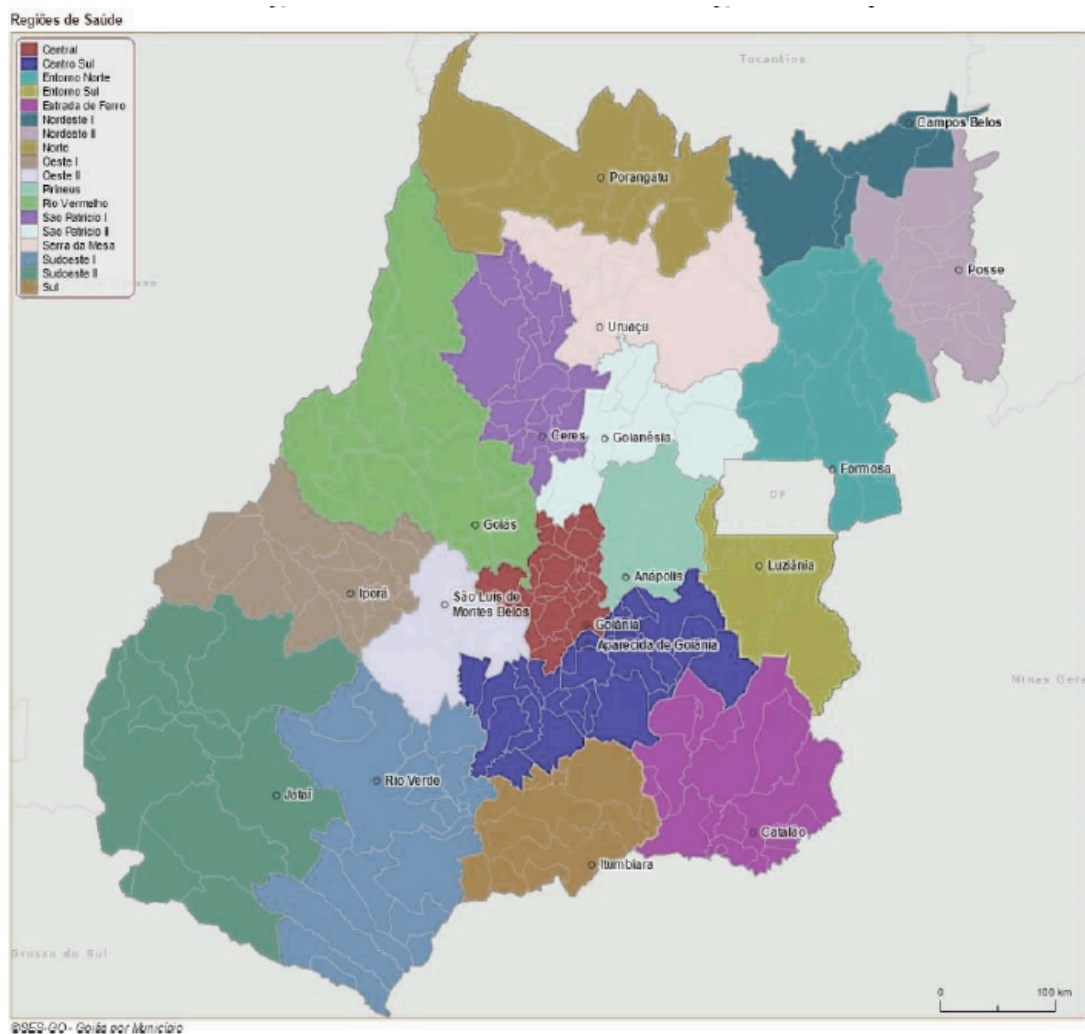 Regiões de Saúde
Central
Centro Sul
Entorno Norte
Entorno Sul
Estrada de Ferro
Nordeste I
Nordeste II
Norte
Oeste I
Oeste II
Pirineus
Rio Vermelho
Sao Patricio I
Sao Patricio II
Serra da Mesa
Sudoeste I
Sudoeste II
Sul
Tocantins
Campos Belos
Porangatu
Posse
Uruaçu
Ceres
Goianésia
Formosa
DF
Goiás
Luziânia
Anápolis
Iporá
São Luís de
Montes Belos
Goiânia
Aparecida de Goiânia
Minas Gera
Rio Verde
Jataí
Catalão
Itumbiara
Grosso do Sul
0 100 km
©SES-GO - Goiás por Município